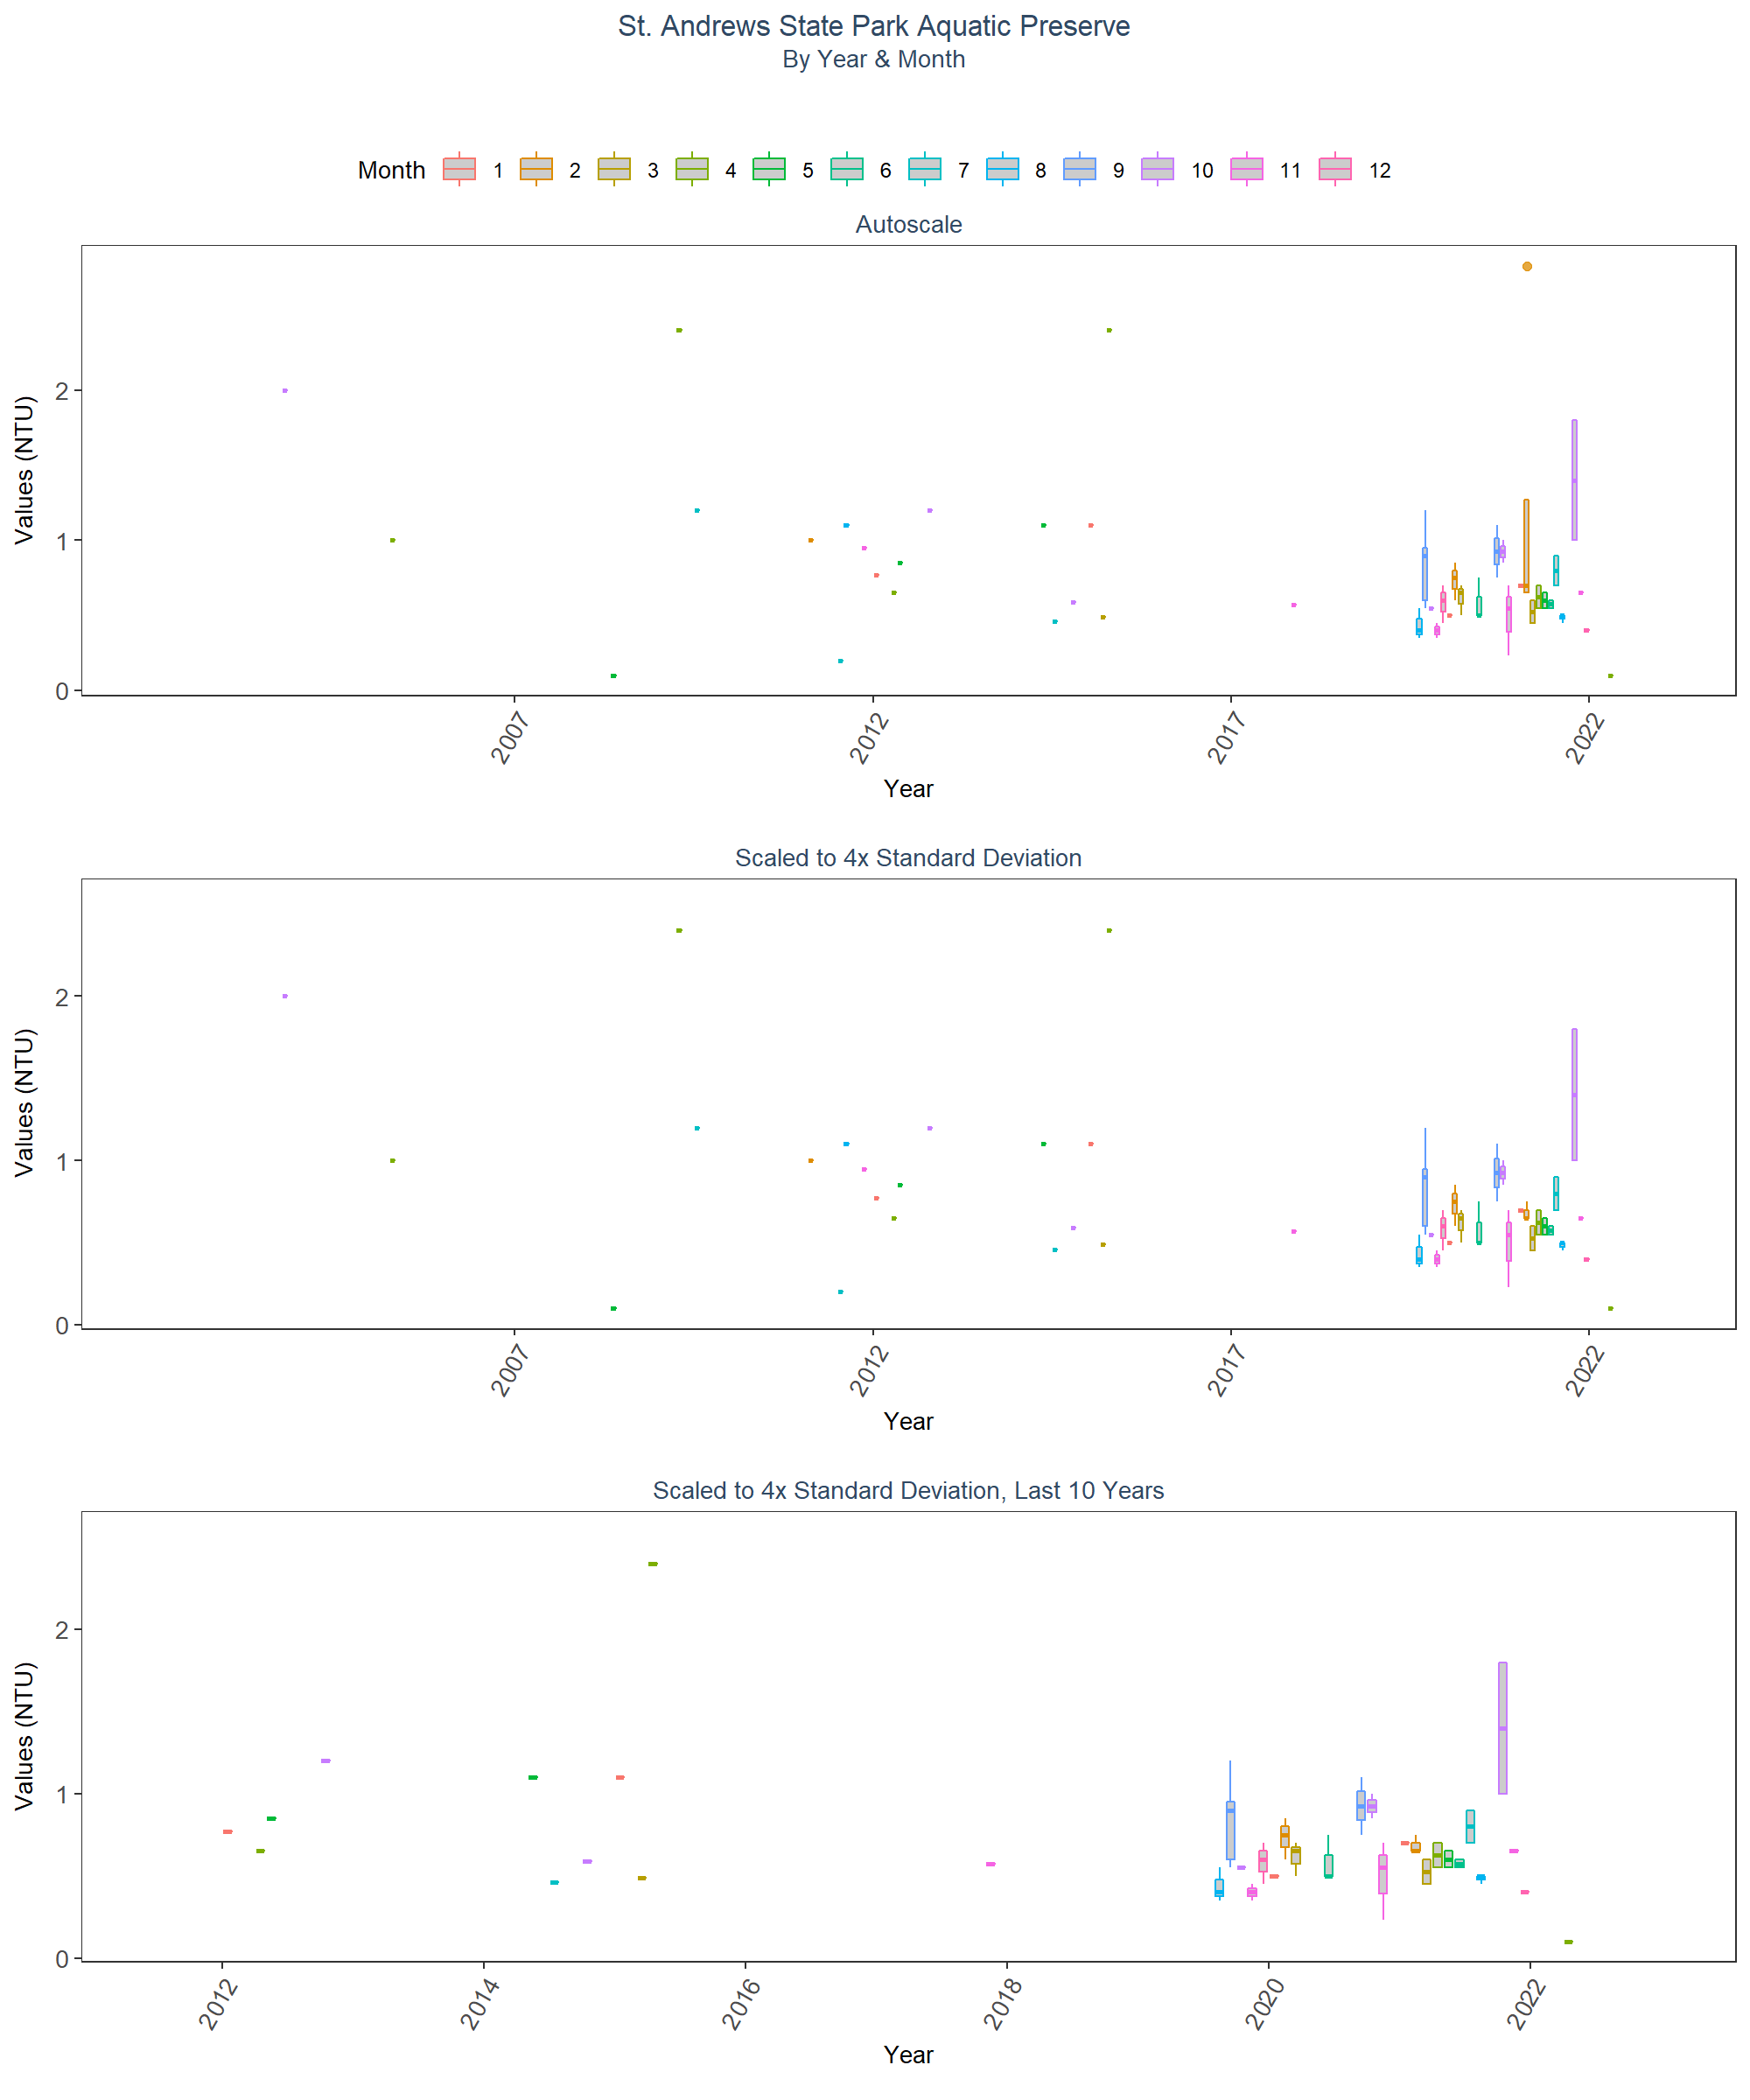 St. Andrews State Park Aquatic Preserve
By Year & Month
Month 1 2 3 4 5 6 7 8 9 10 11 12
Autoscale
Values (NTU)
2
1
0
2007 2012 2017 2022
Year
Scaled to 4x Standard Deviation
Values (NTU)
2
1
0
2007 2012 2017 2022
Year
Scaled to 4x Standard Deviation, Last 10 Years
Values (NTU)
2
1
0
2012 2014 2016 2018 2020 2022
Year